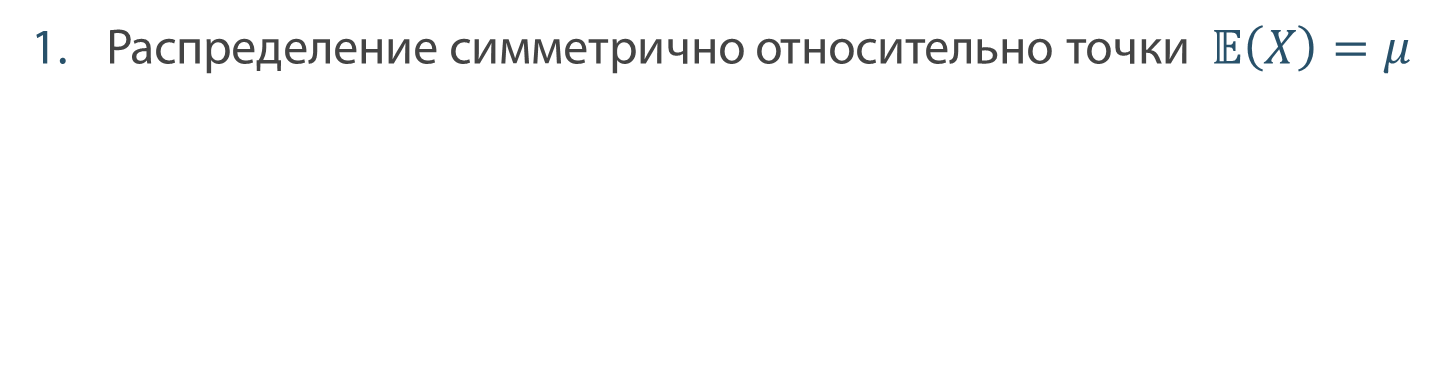 1. Распределение симметрично относительно точки 𝔼(X) = μ